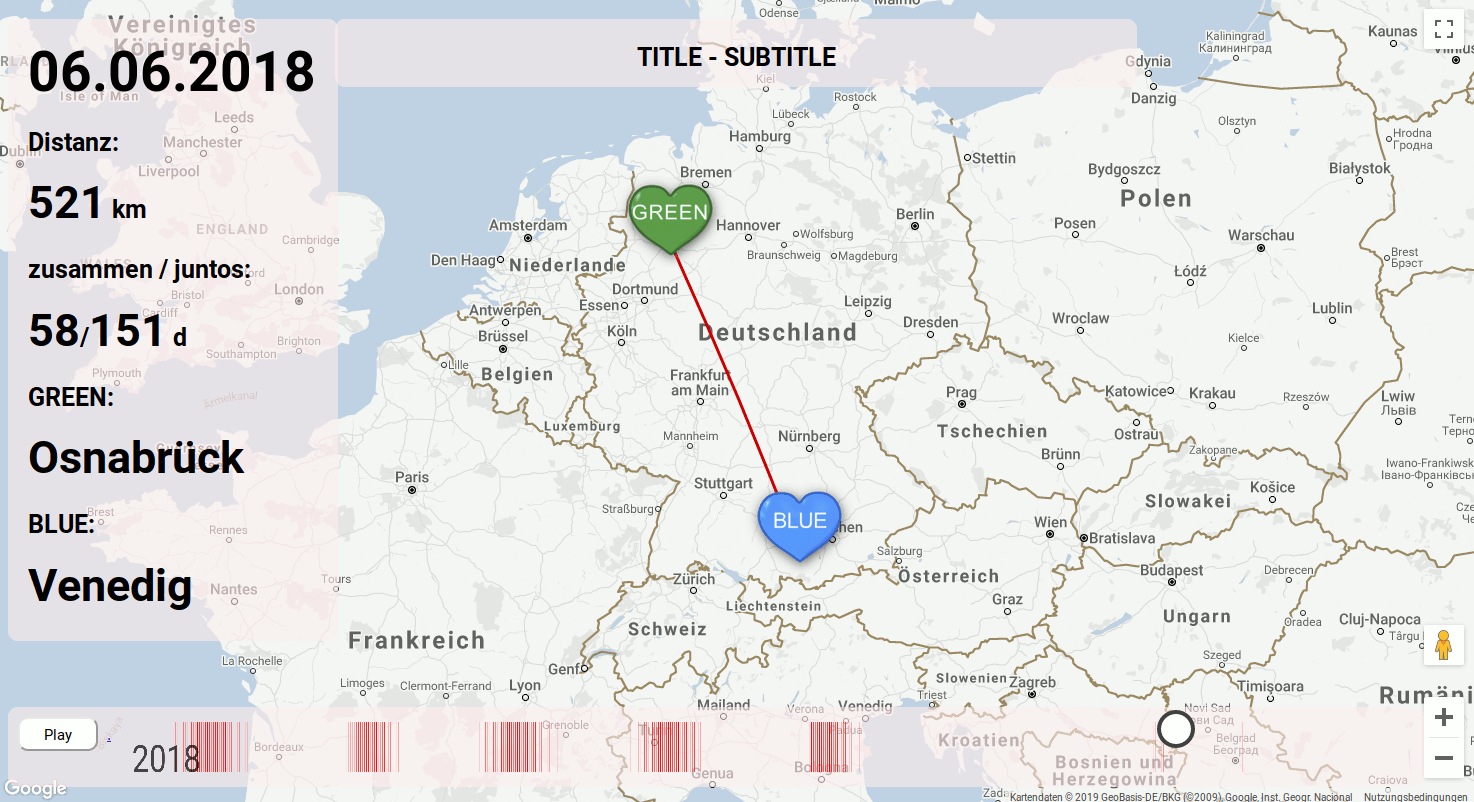 Vereinigtes
Königreich
06.06.2018
TITLE - SUBTITLE
Distanz:
521 km
zusammen / juntos:
58/151 d
GREEN:
Osnabrück
BLUE:
Venedig
GREEN
BLUE
Play
2018
Odense
Malmö
Isle of Man
Leeds
Manchester
Liverpool
Dublin
ENGLAND
Cambridge
WALES
Bristol
Cardiff
London
Southampton
Brighton
Plymouth
Ärmelkanal
Guernsey
Brest
Rennes
Nantes
Tours
La Rochelle
Limoges
Clermont-Ferrand
Lyon
Grenoble
Bordeaux
Frankreich
Paris
Lille
Amsterdam
Den Haag
Niederlande
Antwerpen
Brüssel
Belgien
Luxemburg
Kiel
Rostock
Lübeck
Hamburg
Bremen
Hannover
Wolfsburg
Braunschweig
Magdeburg
Berlin
Dortmund
Essen
Köln
Leipzig
Dresden
Deutschland
Frankfurt
am Main
Mannheim
Nürnberg
Stuttgart
Straßburg
hen
Zürich
Liechtenstein
Schweiz
Genf
Salzburg
Österreich
Wien
Graz
Mailand
Turin
Genua
Verona
Venedig
Padua
Bologna
Triest
Slowenien
Zagreb
Kroatien
Bosnien und
Herzegowina
Zada
Novi Sad
Нови Сад
Belgrad
Београд
Craiova
Gdynia
Danzig
Kaliningrad
Калининград
Kaunas
Vilnius
Olsztyn
Hrodna
Гродна
Stettin
Bydgoszcz
Białystok
Polen
Posen
Warschau
Łódź
Brest
Брэст
Lublin
Wroclaw
Kielce
Katowice
Krakau
Rzeszów
Lwiw
Львів
Prag
Tschechien
Ostrau
Zakopane
Brünn
Iwano-Frankiwsk
Slowakei
Košice
Bratislava
Budapest
Debrecen
Ungarn
Oradea
Cluj-Napoca
Târgu
Szeged
Timișoara
Rumäni
Google
Kartendaten © 2019 GeoBasis-DE/BKG (©2009), Google, Inst. Geogr. Nacional
Nutzungsbedingungen